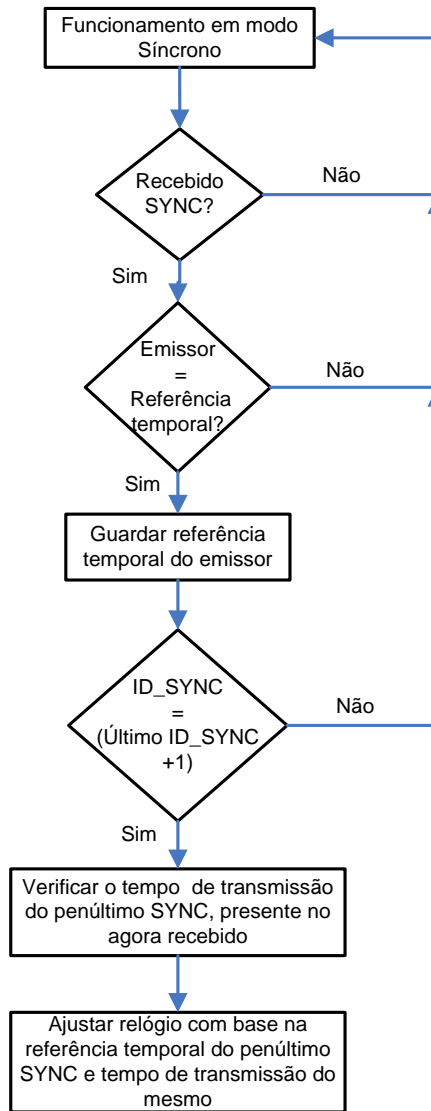 Funcionamento em modo
Síncrono
Recebido
SYNC?
Não
Sim
Emissor
=
Referência
temporal?
Não
Sim
Guardar referência
temporal do emissor
ID_SYNC
=
(Último ID_SYNC
+1)
Não
Sim
Verificar o tempo de transmissão
do penúltimo SYNC, presente no
agora recebido
Ajustar relógio com base na
referência temporal do penúltimo
SYNC e tempo de transmissão do
mesmo